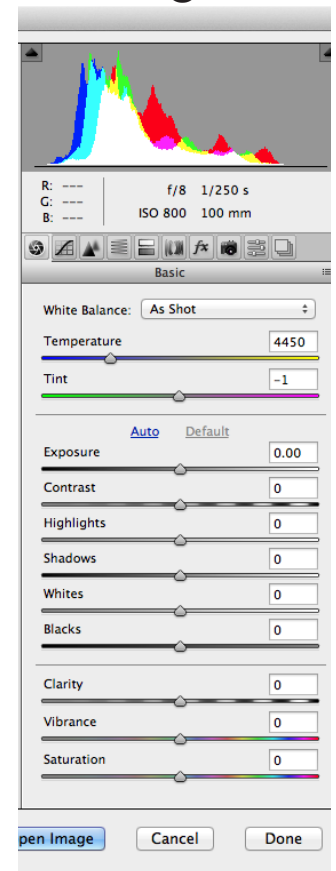 R: ---
G: ---
B: ---
f/8 1/250 s
ISO 800 100 mm
fx
Basic
White Balance: As Shot
Temperature 4450
Tint -1
Auto Default
Exposure 0.00
Contrast 0
Highlights 0
Shadows 0
Whites 0
Blacks 0
Clarity 0
Vibrance 0
Saturation 0
pen Image Cancel Done